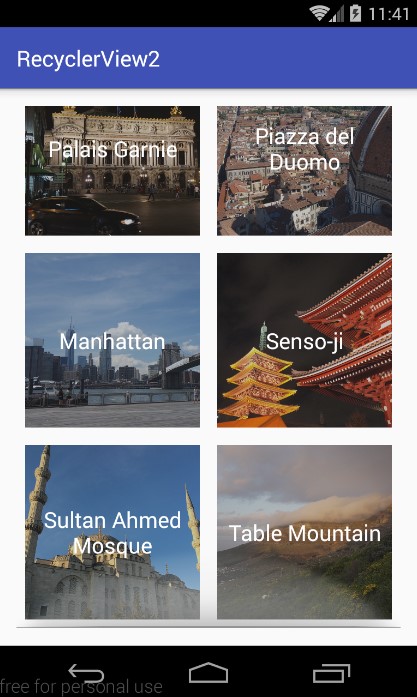 11:41
RecyclerView2
Palais Garnie
Piazza del
Duomo
Manhattan
Senso-ji
Sultan Ahmed
Mosque
Table Mountain
free for personal use